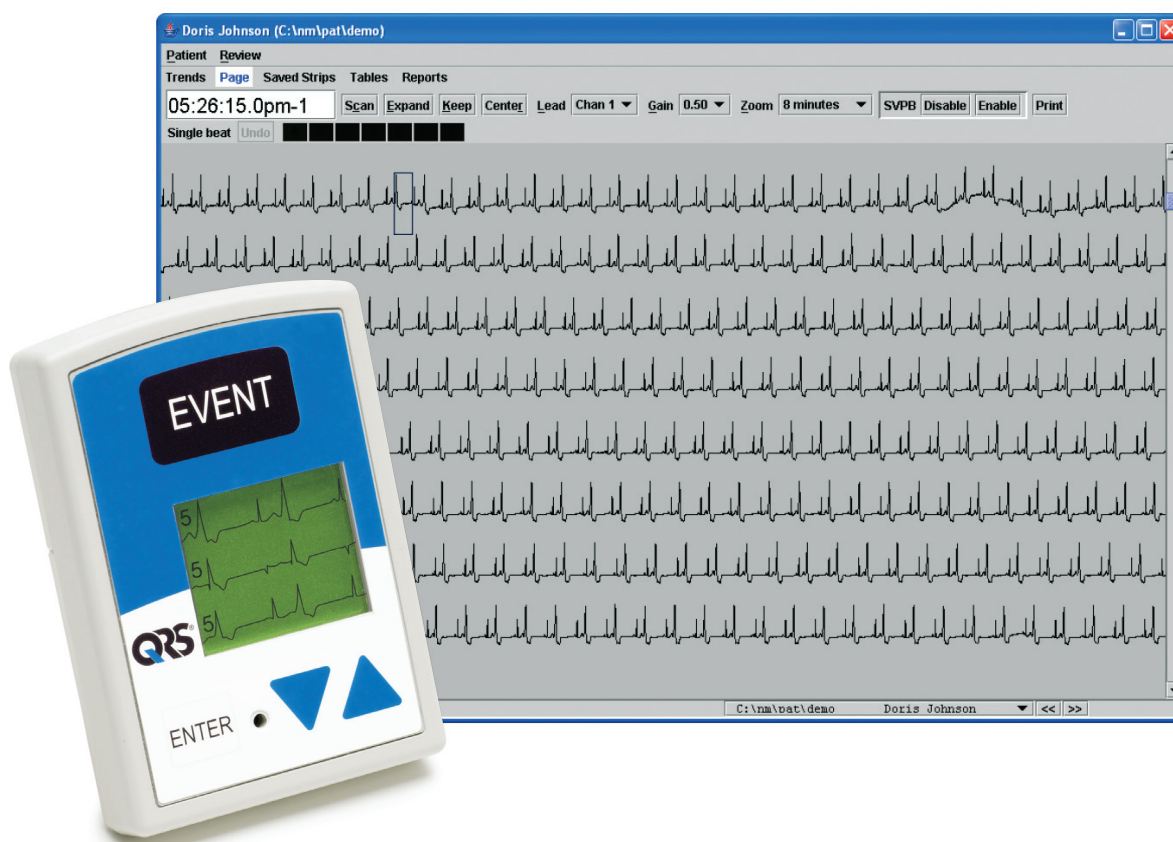 Doris Johnson (C:\nm\pat\demo)
Patient Review
Trends Page Saved Strips Tables Reports
05:26:15.0pm-1 Scan Expand Keep Center Lead Chan 1 Gain 0.50 Zoom 8 minutes SVPB Disable Enable Print
Single beat Undo
EVENT
5
5
5
QRS®
ENTER
C:\nm\pat\demo Doris Johnson << >>